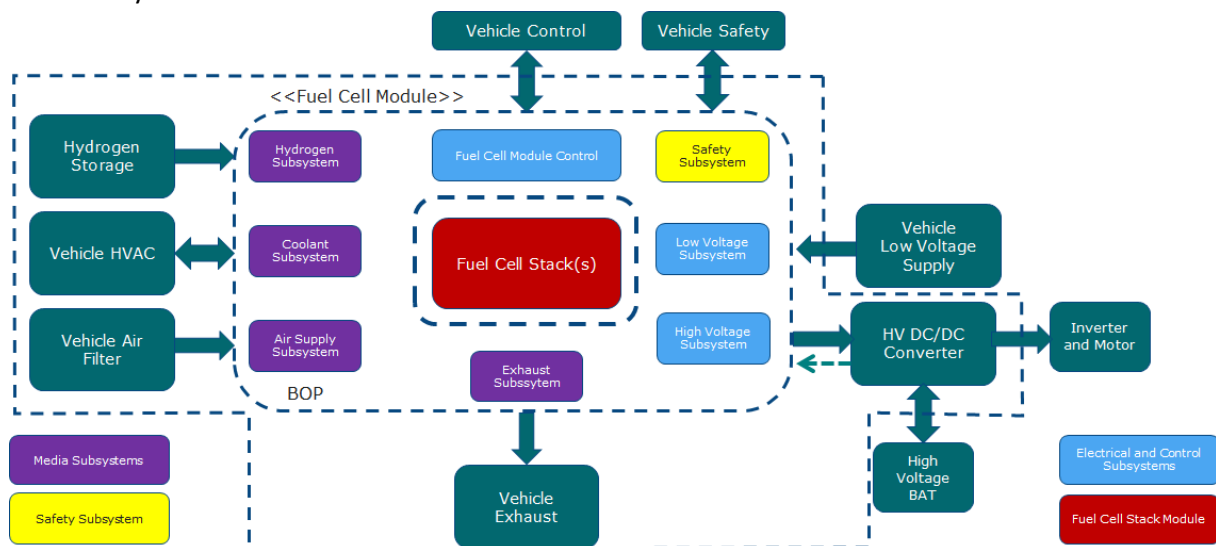 Vehicle Control
Vehicle Safety
<<Fuel Cell Module>>
Hydrogen
Storage
Hydrogen
Subsystem
Fuel Cell Module Control
Safety
Subsystem
Vehicle HVAC
Coolant
Subsystem
Fuel Cell Stack(s)
Low Voltage
Subsystem
Vehicle
Low Voltage
Supply
Vehicle Air
Filter
Air Supply
Subsystem
High Voltage
Subsystem
HV DC/DC
Converter
Inverter
and Motor
Exhaust
Subssytem
BOP
Media Subsystems
Safety Subsystem
Vehicle
Exhaust
High
Voltage
BAT
Electrical and Control
Subsystems
Fuel Cell Stack Module